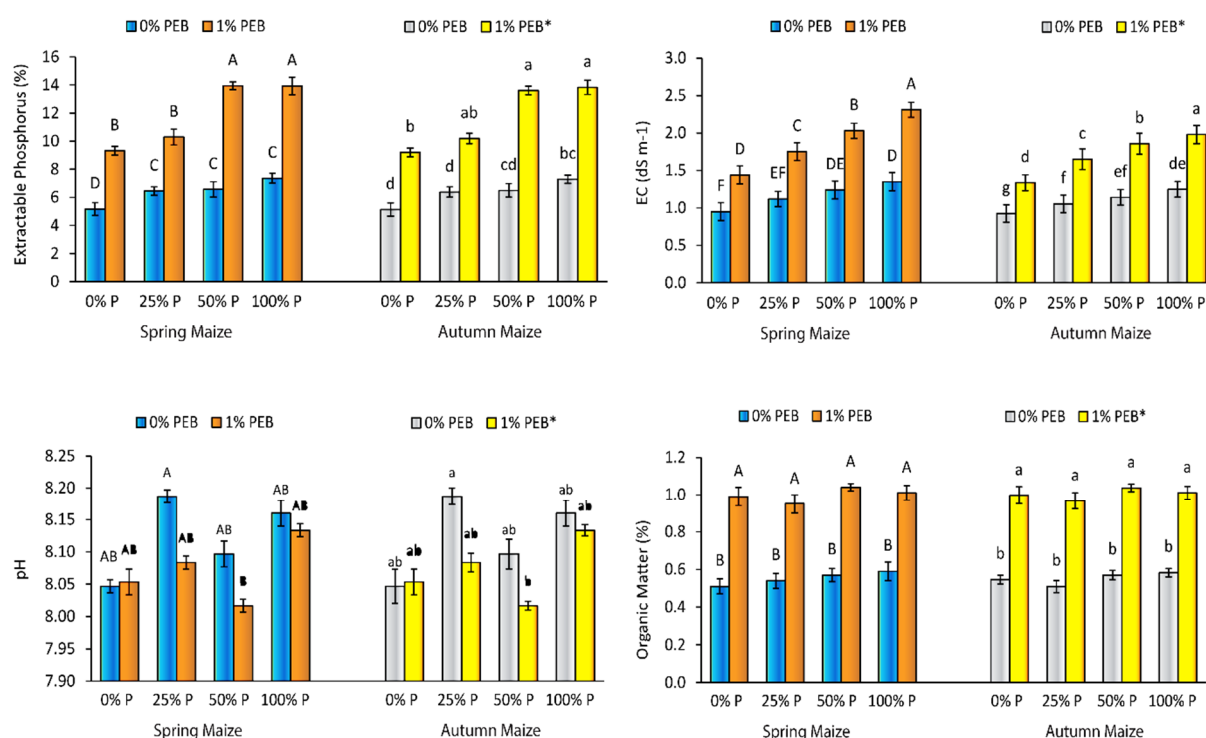 0% PEB 1% PEB 0% PEB 1% PEB*
Extractable Phosphorus (%)
16
14
12
10
8
6
4
2
0
D B C B C A C A
d b d ab cd a bc a
0% P 25% P 50% P 100% P 0% P 25% P 50% P 100% P
Spring Maize Autumn Maize
0% PEB 1% PEB 0% PEB 1% PEB*
EC (dS m-1)
3.0
2.5
2.0
1.5
1.0
0.5
0.0
F D EF C DE B D A
g d f c ef b de a
0% P 25% P 50% P 100% P 0% P 25% P 50% P 100% P
Spring Maize Autumn Maize
0% PEB 1% PEB 0% PEB 1% PEB*
pH
8.25
8.20
8.15
8.10
8.05
8.00
7.95
7.90
AB AB A AB AB B AB AB
ab ab a ab ab b ab ab
0% P 25% P 50% P 100% P 0% P 25% P 50% P 100% P
Spring Maize Autumn Maize
0% PEB 1% PEB 0% PEB 1% PEB*
Organic Matter (%)
1.2
1.0
0.8
0.6
0.4
0.2
0.0
B A B A B A B A
b a b a b a b a
0% P 25% P 50% P 100% P 0% P 25% P 50% P 100% P
Spring Maize Autumn Maize